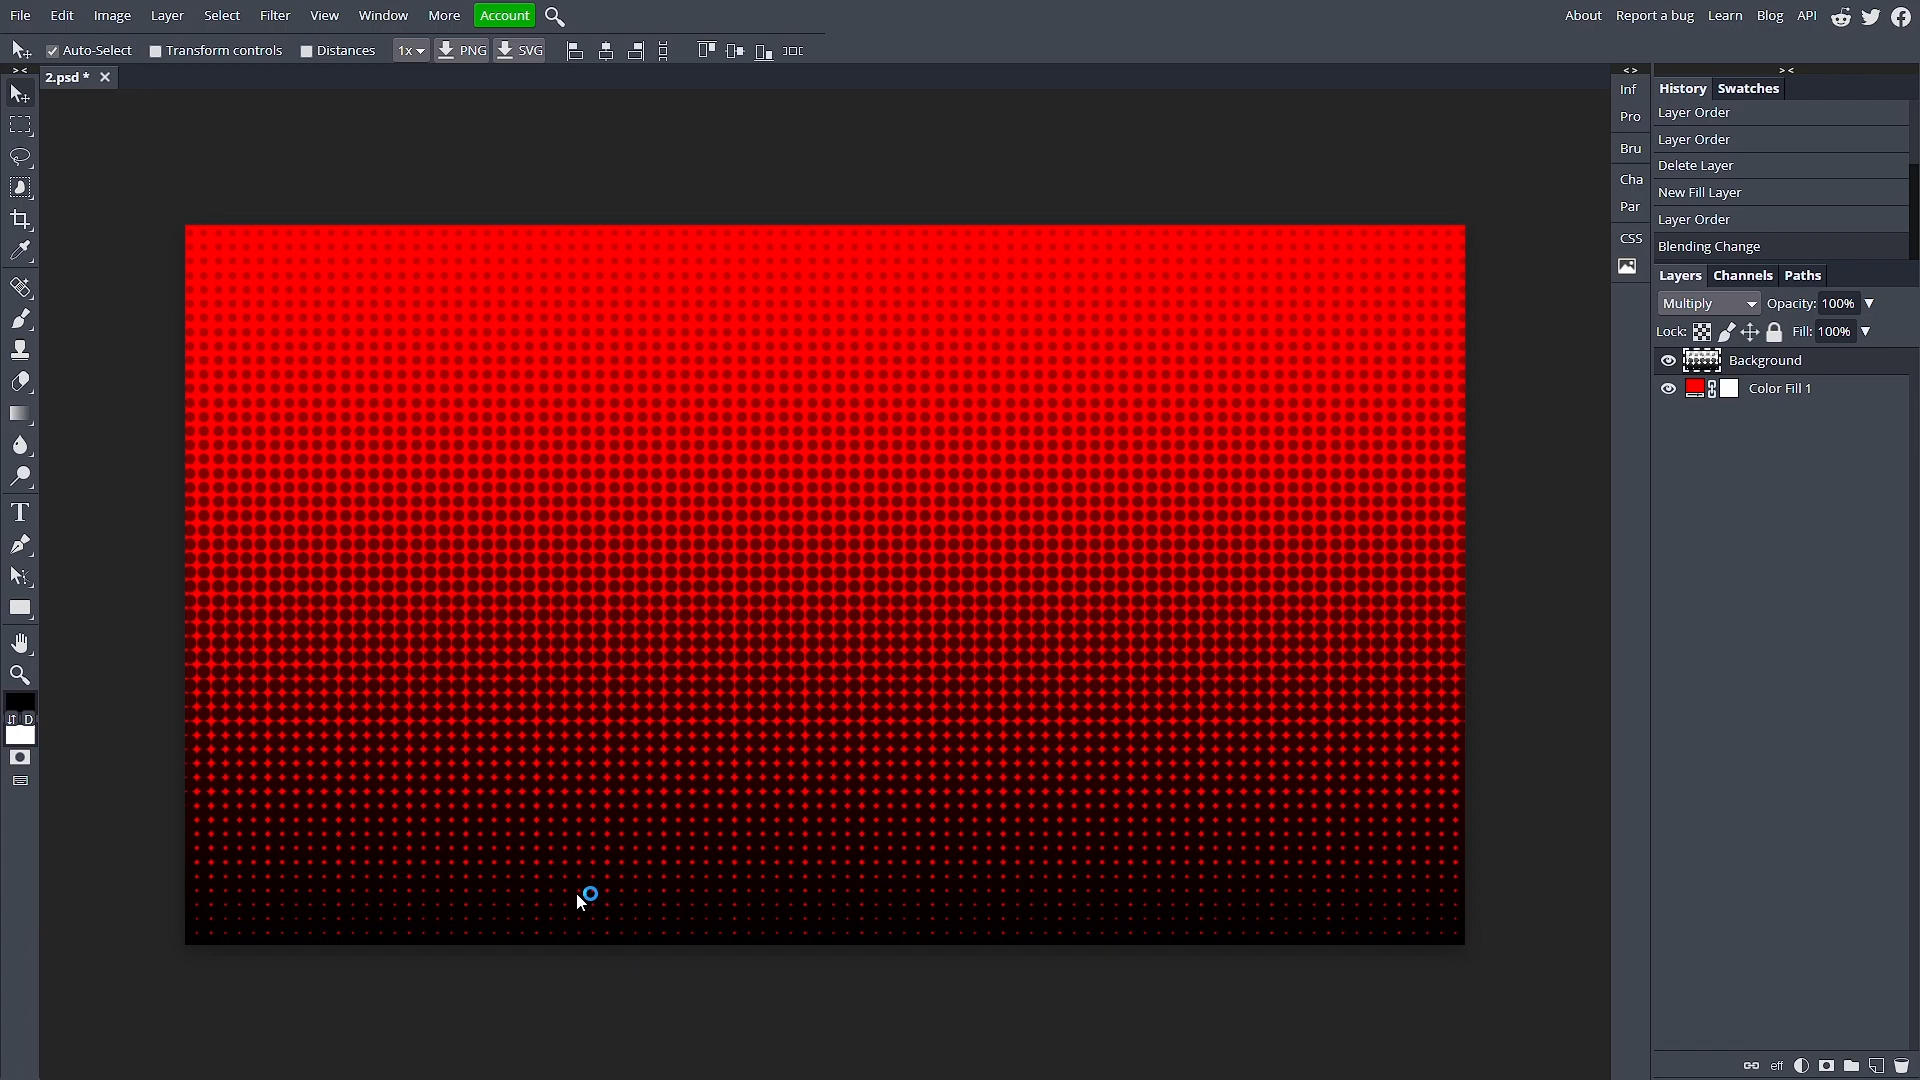 File Edit Image Layer Select Filter View Window More Account About Report a bug Learn Blog API
Auto-Select Transform controls Distances 1x PNG SVG
> < < > > <
2.psd *
Inf
Pro
Bru
Cha
Par
CSS
History Swatches
Layer Order
Layer Order
Delete Layer
New Fill Layer
Layer Order
Blending Change
Layers Channels Paths
Multiply Opacity: 100%
Lock: Fill: 100%
Background
Color Fill 1
T
D
eff